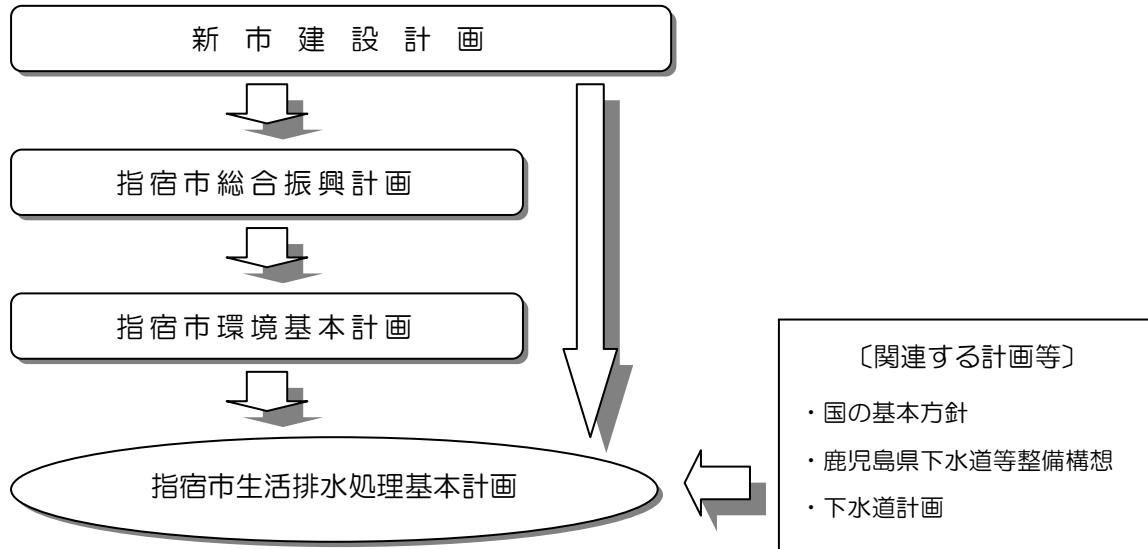 新市建設計画
指宿市総合振興計画
指宿市環境基本計画
指宿市生活排水処理基本計画
〔関連する計画等〕
・国の基本方針
・鹿児島県下水道等整備構想
・下水道計画